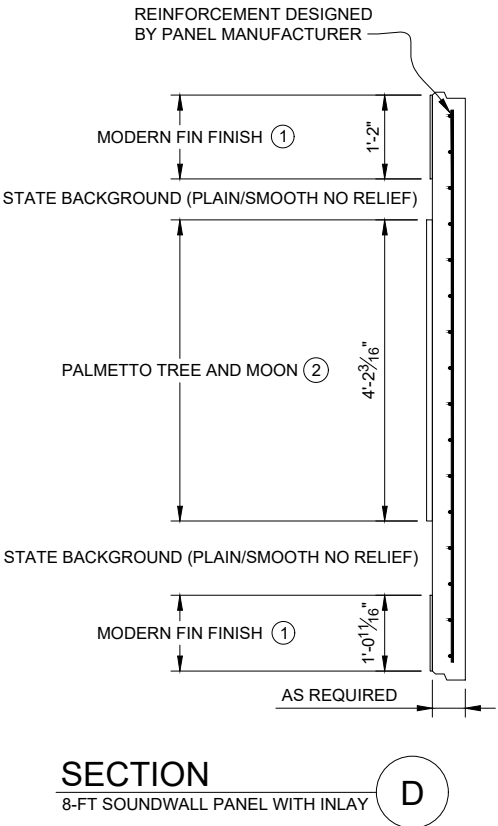 REINFORCEMENT DESIGNED
BY PANEL MANUFACTURER
MODERN FIN FINISH 1
1'-2"
STATE BACKGROUND (PLAIN/SMOOTH NO RELIEF)
PALMETTO TREE AND MOON 2
4'-2 3/16"
STATE BACKGROUND (PLAIN/SMOOTH NO RELIEF)
MODERN FIN FINISH 1
1'-0 11/16"
AS REQUIRED
SECTION
8-FT SOUNDWALL PANEL WITH INLAY
D